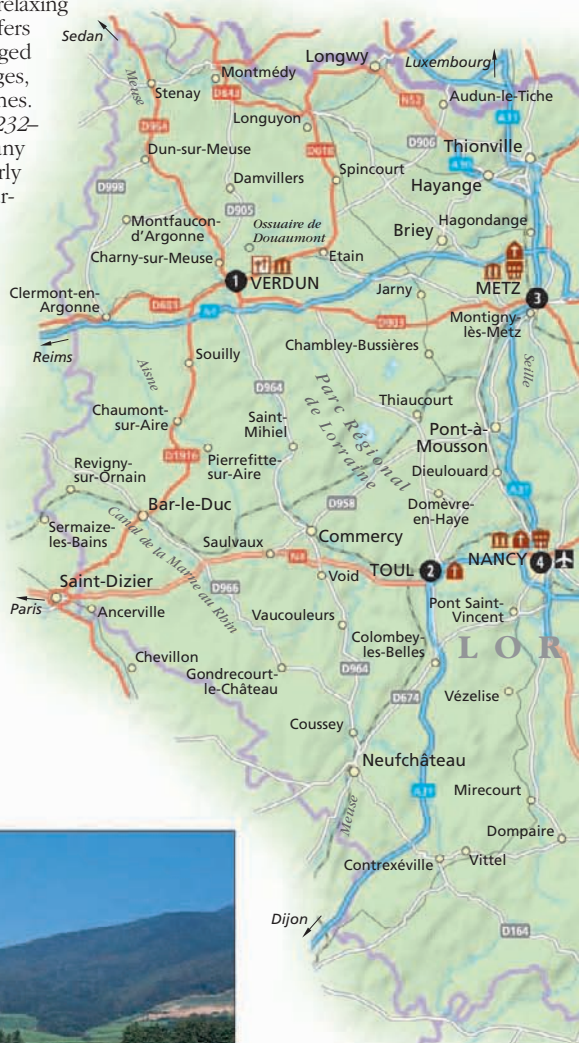 relaxing
fers
ged
ges,
nes.
232–
ny
rly
r-
Sedan
Longwy
Luxembourg
Meuse
Montmédy
Stenay
D643
N52
Audun-le-Tiche
Longuyon
A31
D964
D618
D906
Thionville
Dun-sur-Meuse
A30
D998
Damvillers
Spincourt
Hayange
D905
Montfaucon-
d'Argonne
Ossuaire de
Douaumont
Briey
Hagondange
Charny-sur-Meuse
Etain
1 VERDUN
Jarny
METZ
3
Clermont-en-
Argonne
D603
A4
D903
Montigny-
lès-Metz
Reims
Souilly
Chambley-Bussières
Seille
Aisne
D964
Parc Régional
de Lorraine
Thiaucourt
Chaumont-
sur-Aire
Saint-
Mihiel
Pont-à-
Mousson
D1916
Pierrefitte-
sur-Aire
Dieulouard
Revigny-
sur-Ornain
A31
Bar-le-Duc
D958
Domèvre-
en-Haye
Sermaize-
les-Bains
Canal de la Marne au Rhin
Saulvaux
Commercy
N4
TOUL 2
NANCY 4
Saint-Dizier
D966
Void
Paris
Ancerville
Vaucouleurs
Pont Saint-
Vincent
Colombey-
les-Belles
LOR
Chevillon
Gondrecourt-
le-Château
D964
D674
Vézelise
Coussey
Neufchâteau
A31
Mirecourt
Meuse
Dompaire
Contrexéville
Vittel
Dijon
D164